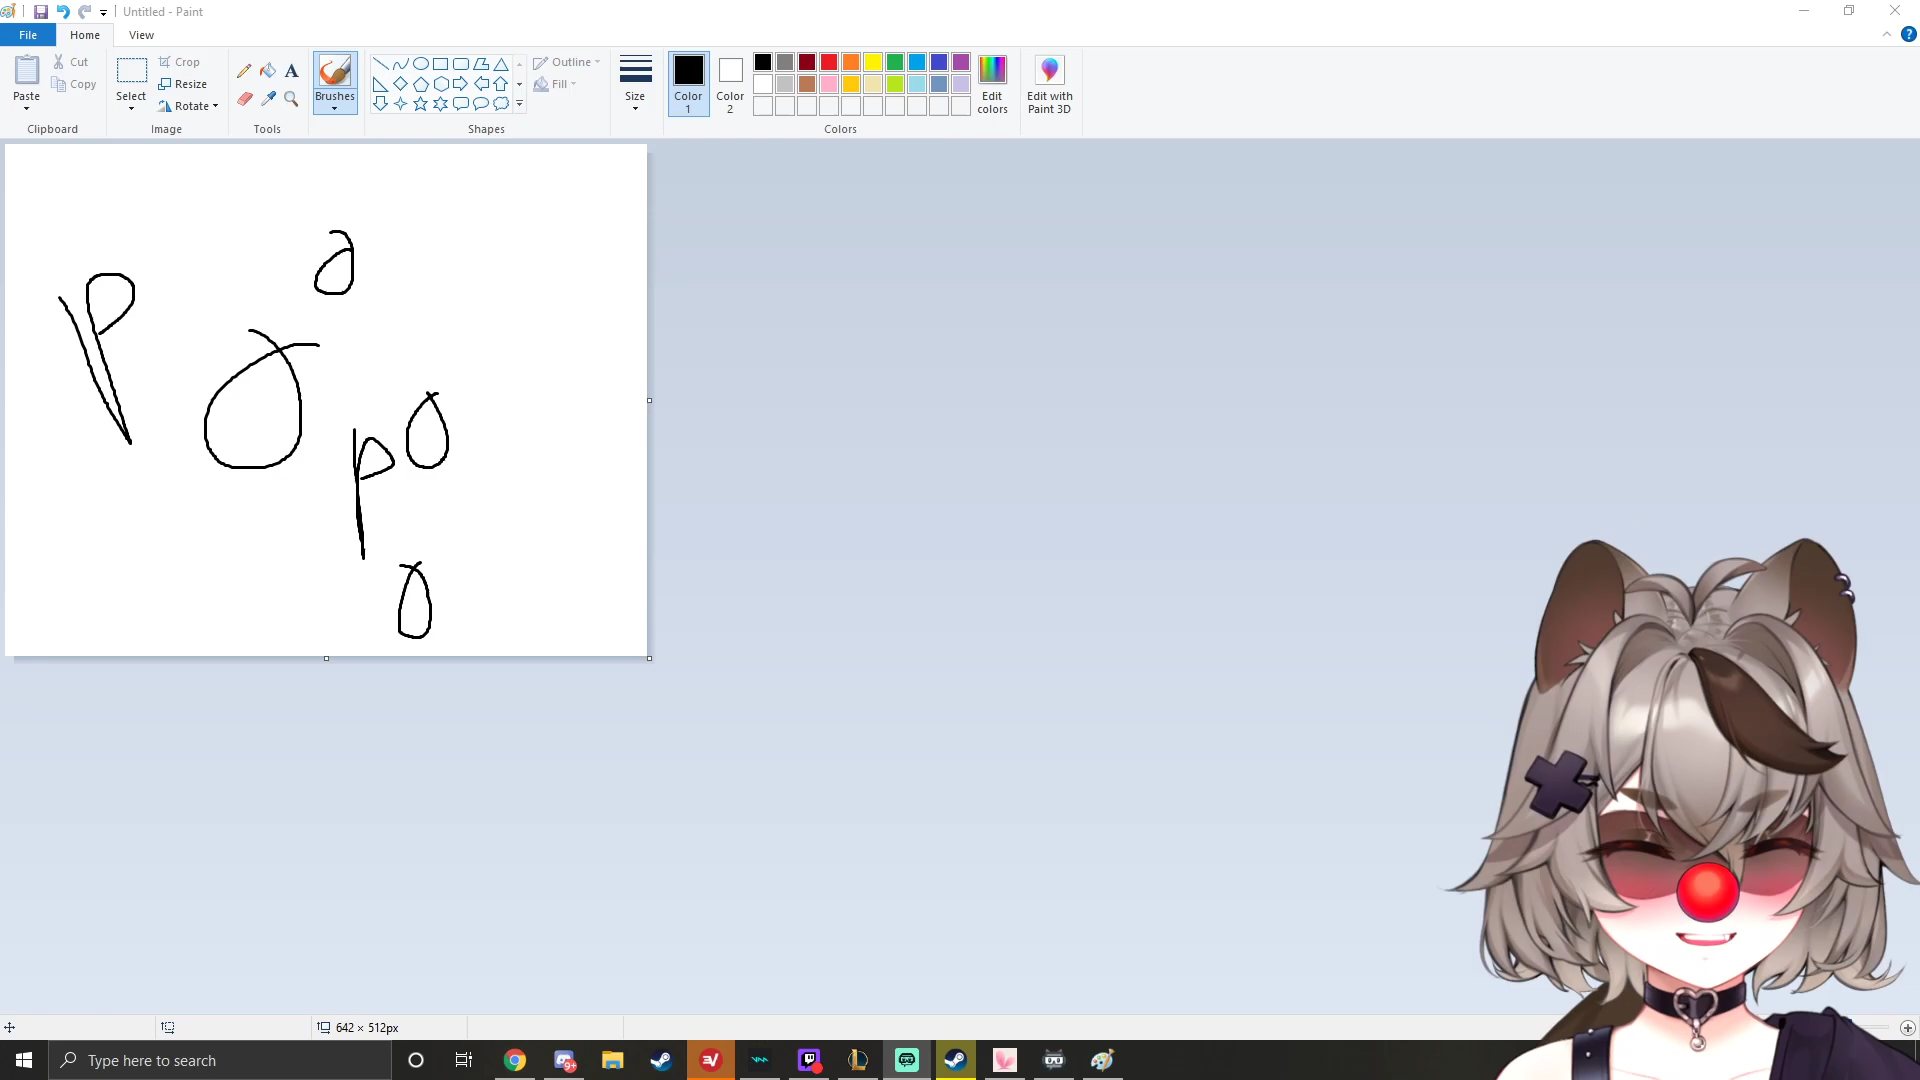 Untitled - Paint
File Home View
Paste
Cut
Copy
Clipboard
Select
Crop
Resize
Rotate
Image
Tools
Brushes
Shapes
Outline
Fill
Size
Color 1
Color 2
Colors
Edit colors
Edit with Paint 3D
a
P o
p o
o
642 × 512px
Type here to search
9+